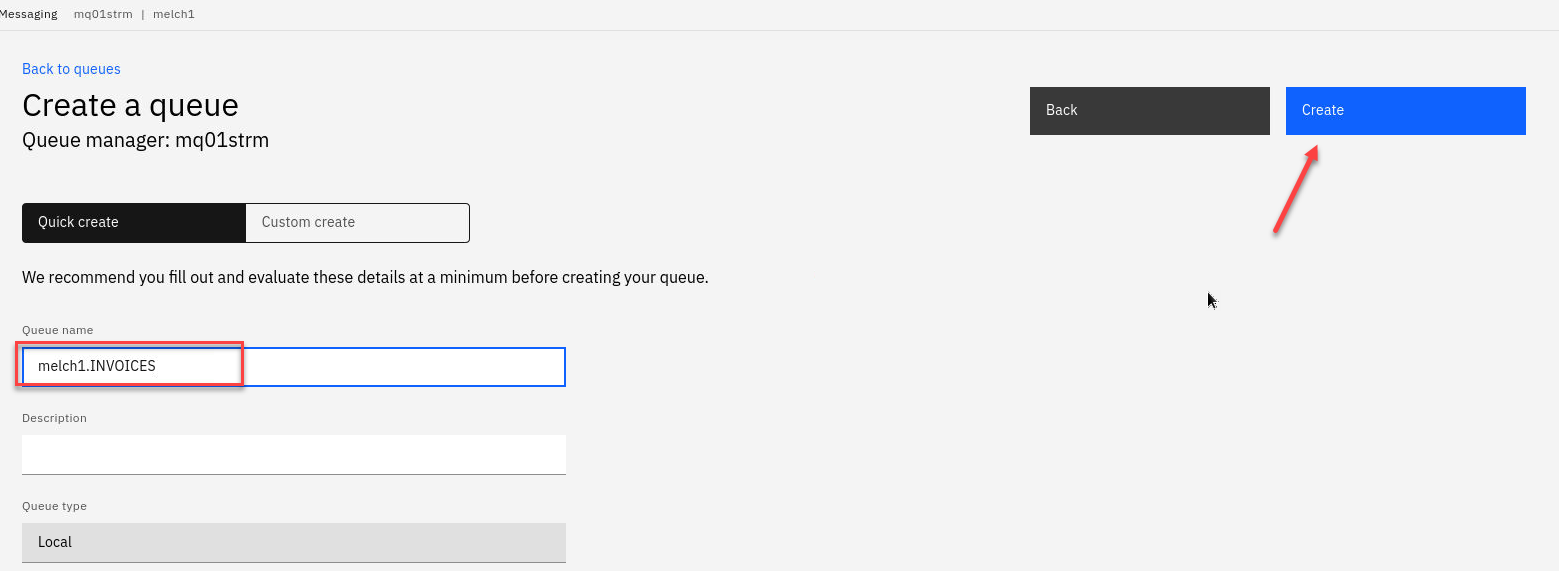 Messaging mq01strm | melch1
Back to queues
Create a queue
Queue manager: mq01strm
Back
Create
Quick create
Custom create
We recommend you fill out and evaluate these details at a minimum before creating your queue.
Queue name
melch1.INVOICES
Description
Queue type
Local